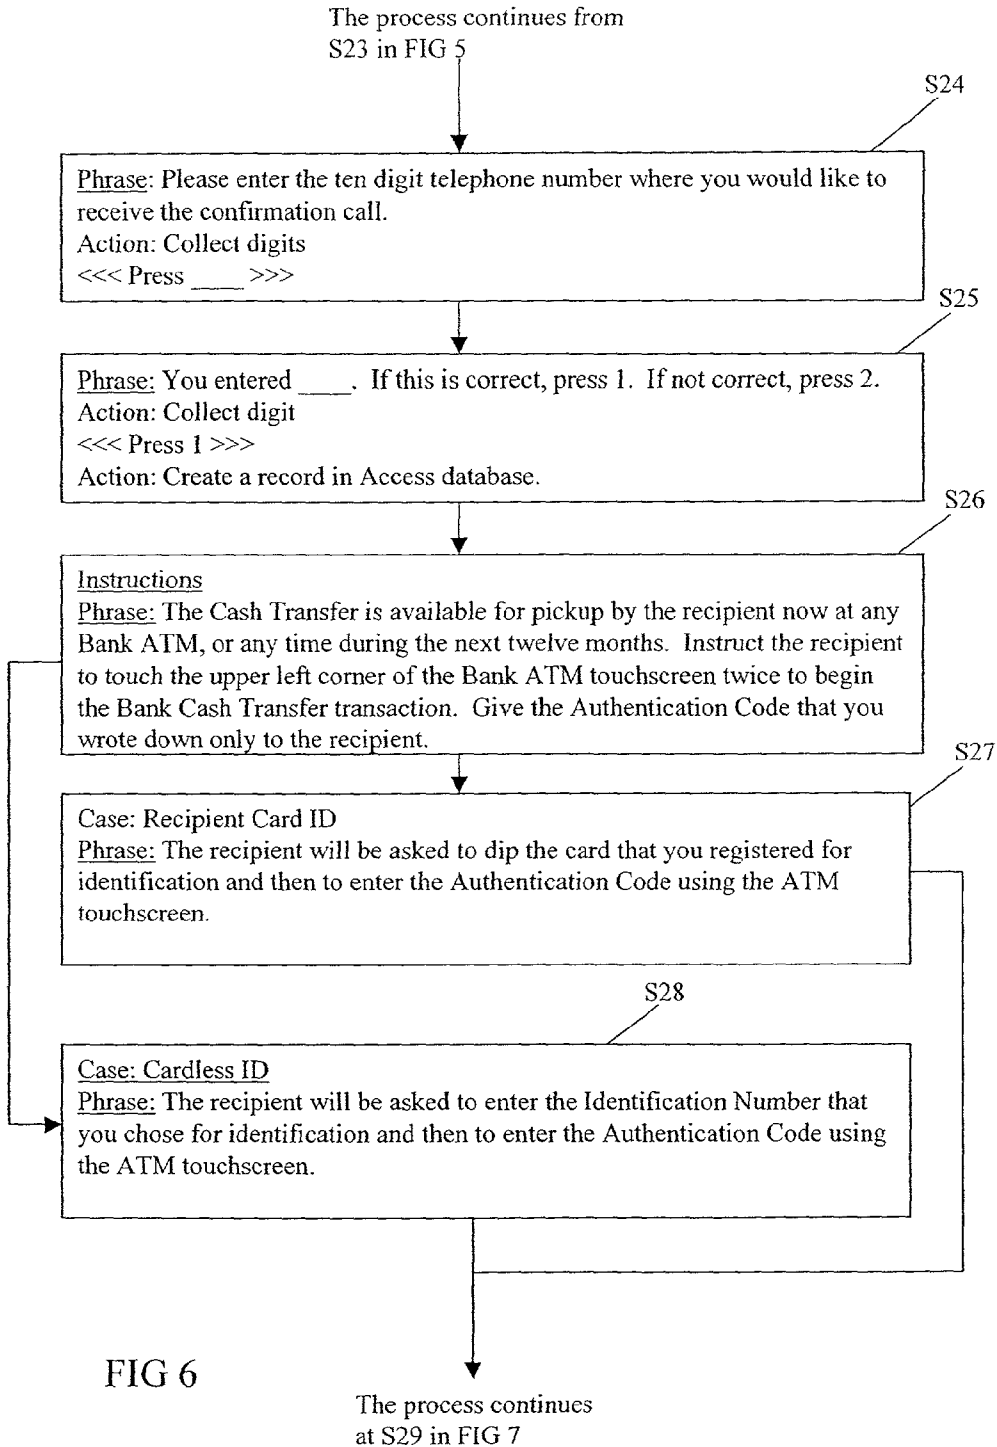 The process continues from
S23 in FIG 5
S24
Phrase: Please enter the ten digit telephone number where you would like to
receive the confirmation call.
Action: Collect digits
<<< Press ____ >>>
S25
Phrase: You entered ____. If this is correct, press 1. If not correct, press 2.
Action: Collect digit
<<< Press 1 >>>
Action: Create a record in Access database.
S26
Instructions
Phrase: The Cash Transfer is available for pickup by the recipient now at any
Bank ATM, or any time during the next twelve months. Instruct the recipient
to touch the upper left corner of the Bank ATM touchscreen twice to begin
the Bank Cash Transfer transaction. Give the Authentication Code that you
wrote down only to the recipient.
S27
Case: Recipient Card ID
Phrase: The recipient will be asked to dip the card that you registered for
identification and then to enter the Authentication Code using the ATM
touchscreen.
S28
Case: Cardless ID
Phrase: The recipient will be asked to enter the Identification Number that
you chose for identification and then to enter the Authentication Code using
the ATM touchscreen.
FIG 6
The process continues
at S29 in FIG 7